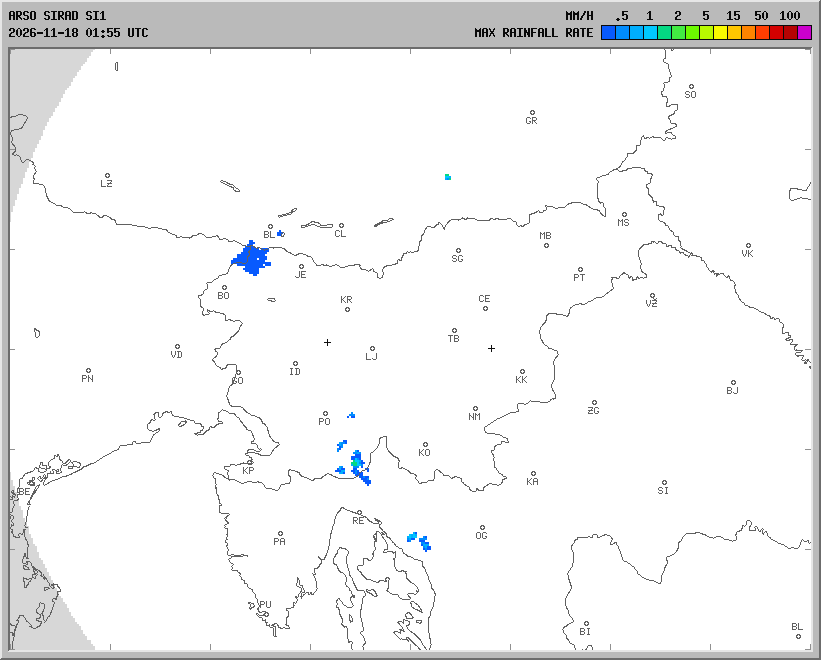 ARSO SIRAD SI1 MM/H .5 1 2 5 15 50 100
2026-11-18 01:55 UTC MAX RAINFALL RATE
SO
GR
LZ
MS
BL CL MB
VK
SG
JE PT
BO KR CE VZ
TB
VD LJ
ID
PN GO KK BJ
ZG
PO NM
KO
KP
KA
BE SI
RE
PA OG
PU
BI BL